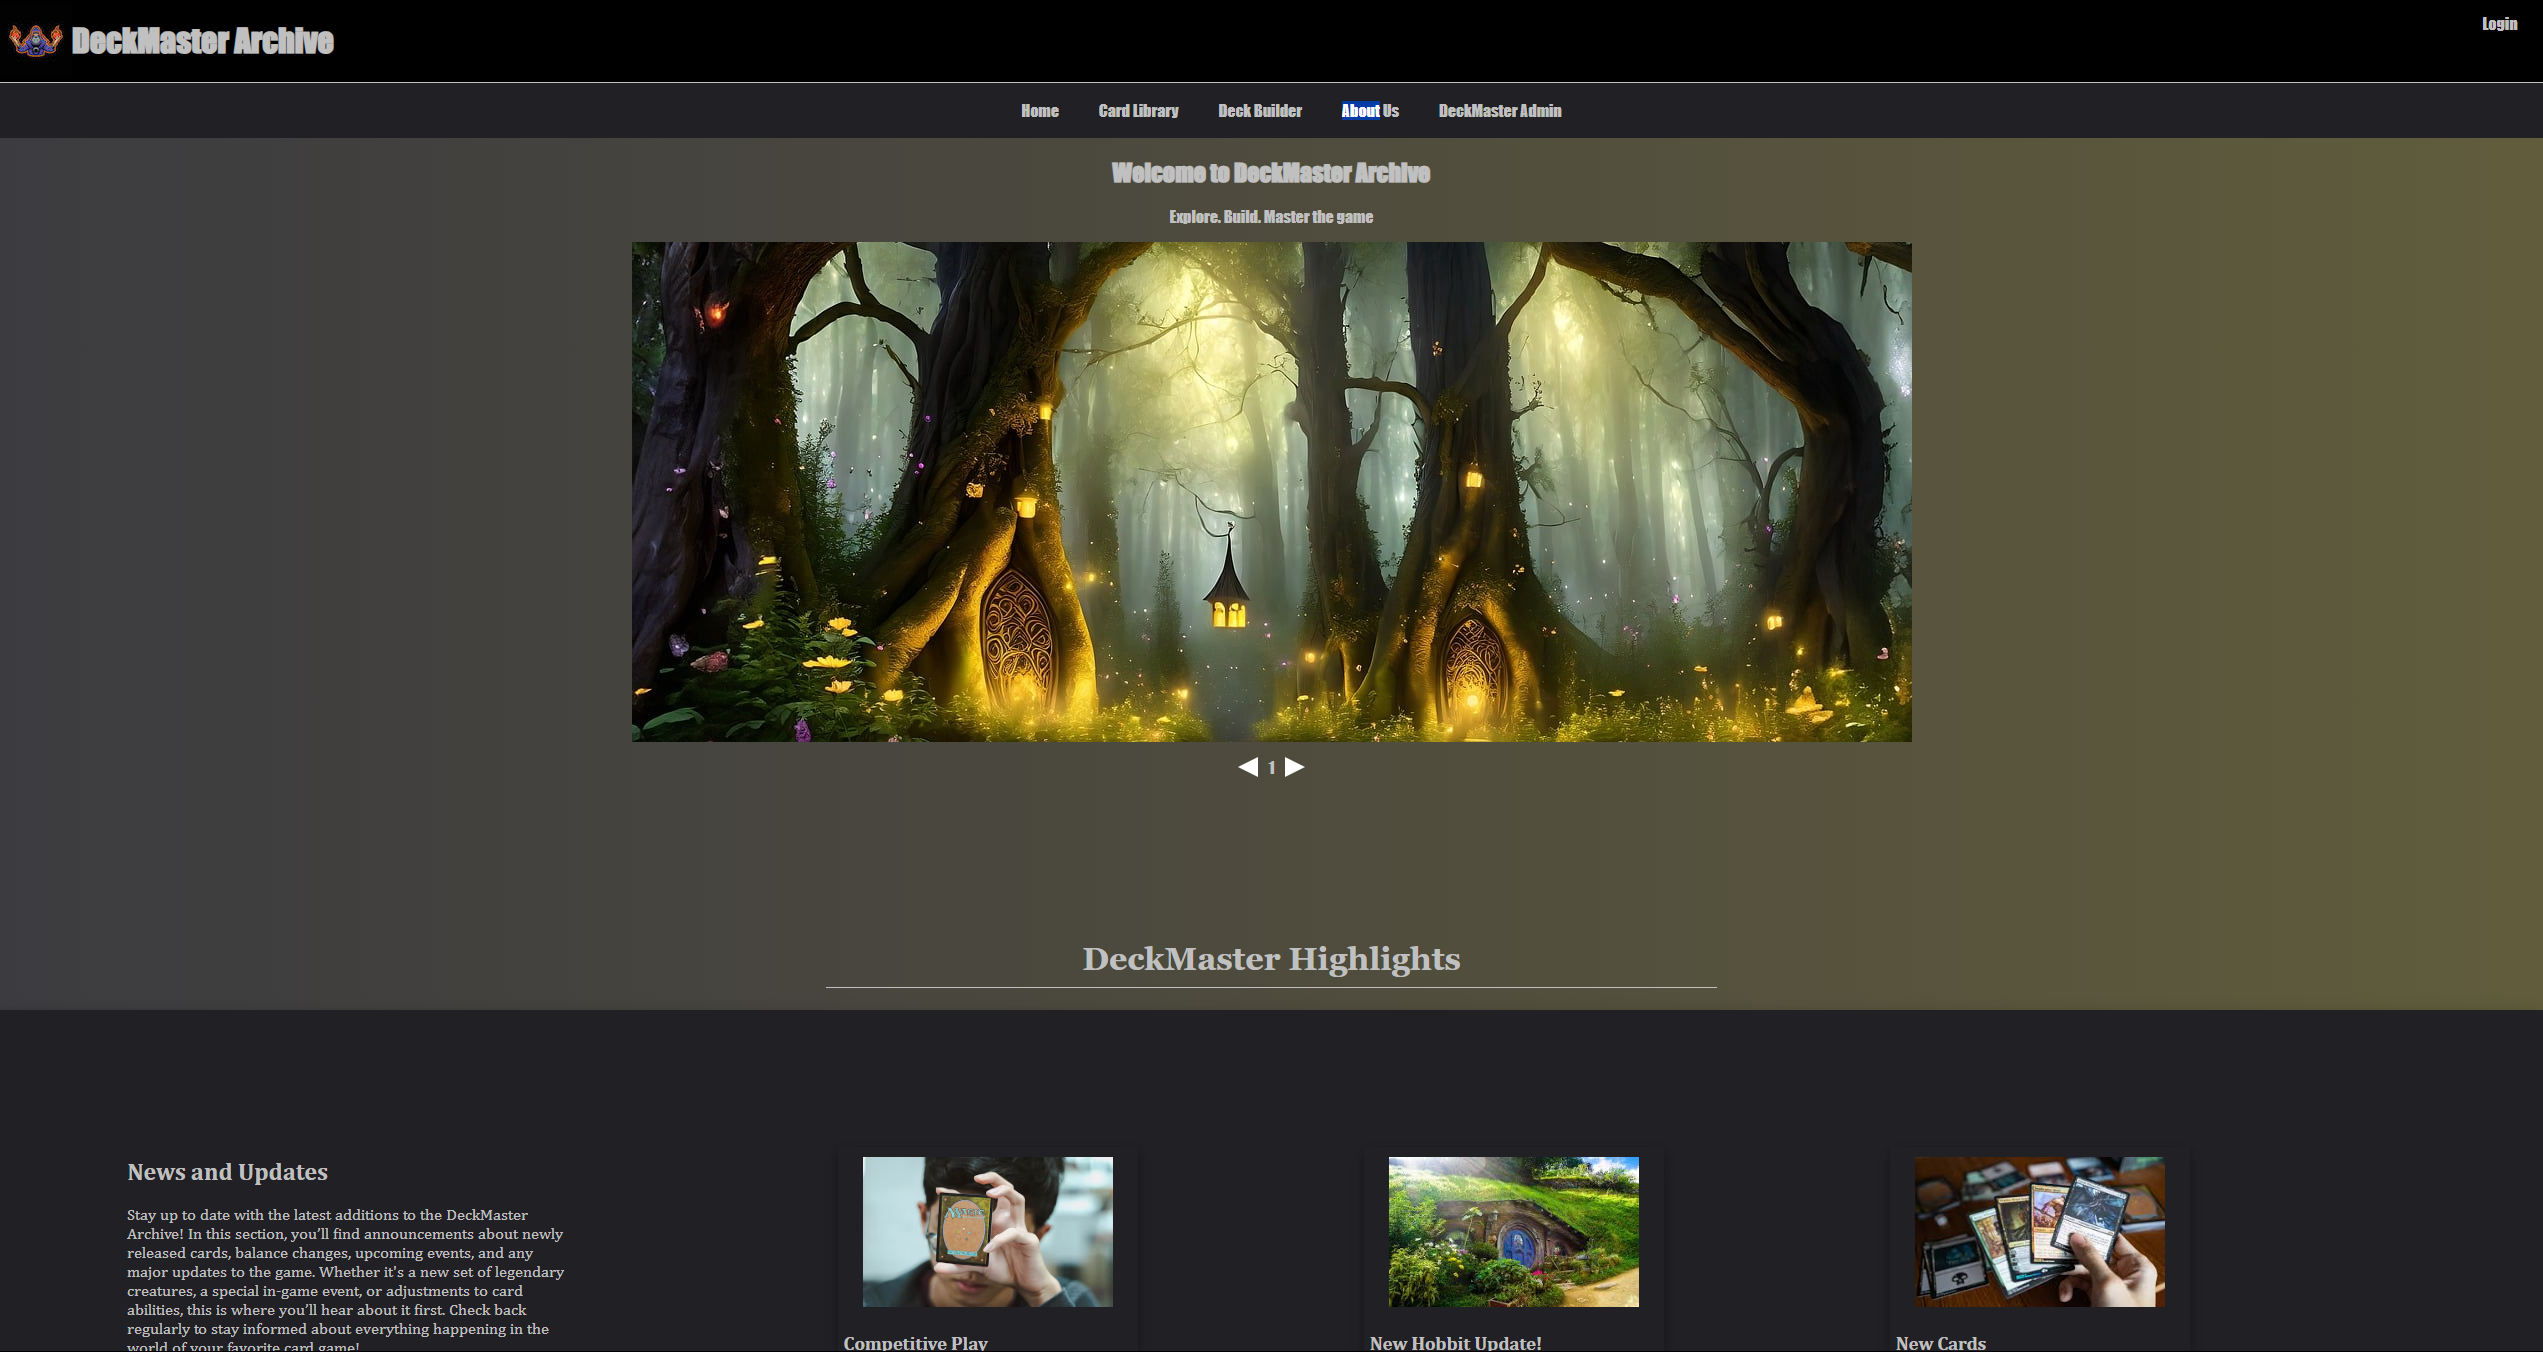 DeckMaster Archive
Login
Home Card Library Deck Builder About Us DeckMaster Admin
Welcome to DeckMaster Archive
Explore. Build. Master the game
1
DeckMaster Highlights
News and Updates
Stay up to date with the latest additions to the DeckMaster
Archive! In this section, you’ll find announcements about newly
released cards, balance changes, upcoming events, and any
major updates to the game. Whether it's a new set of legendary
creatures, a special in-game event, or adjustments to card
abilities, this is where you’ll hear about it first. Check back
regularly to stay informed about everything happening in the
world of your favorite card game!
Competitive Play
New Hobbit Update!
New Cards